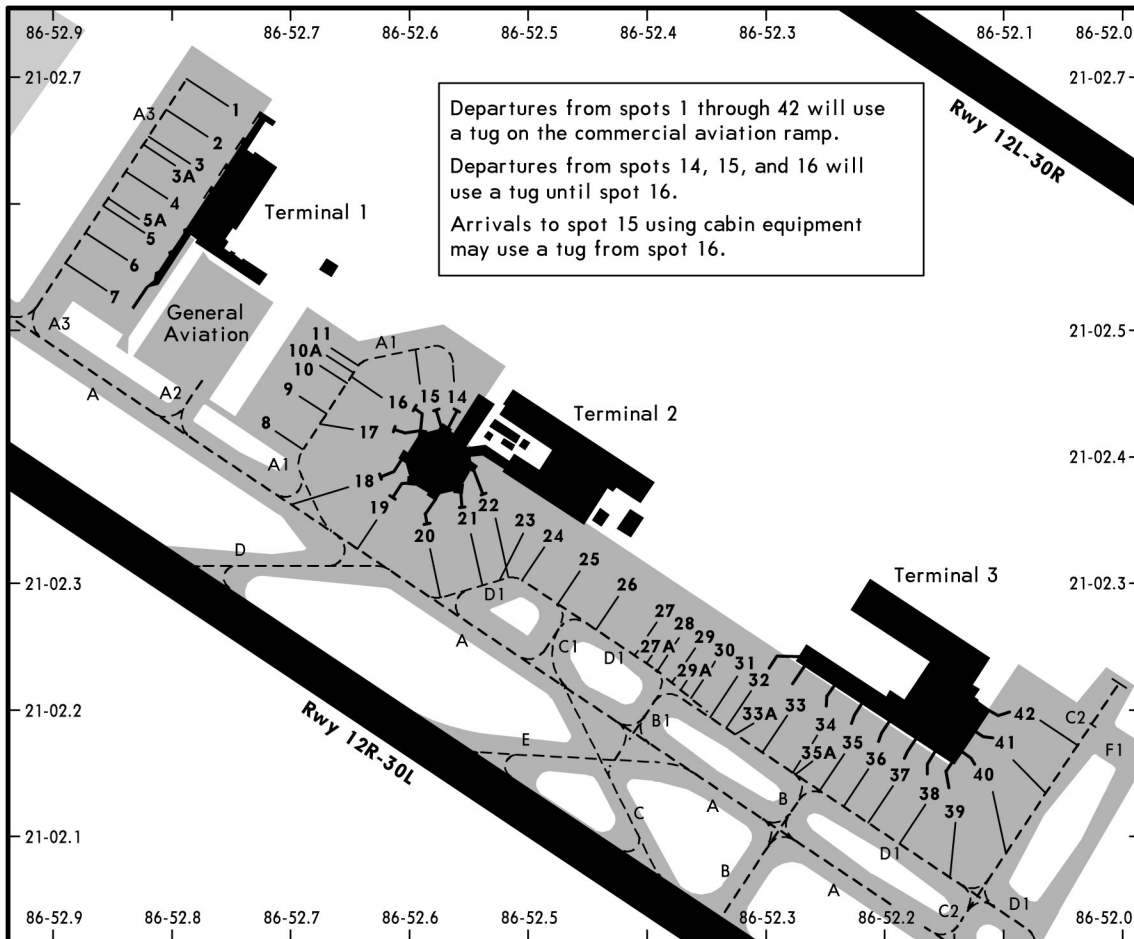 86-52.9
86-52.7
86-52.6
86-52.5
86-52.4
86-52.3
86-52.1
86-52.0
21-02.7
21-02.7
Departures from spots 1 through 42 will use
a tug on the commercial aviation ramp.
Departures from spots 14, 15, and 16 will
use a tug until spot 16.
Arrivals to spot 15 using cabin equipment
may use a tug from spot 16.
Rwy 12L-30R
A3
1
2
3
3A
4
5A
5
6
7
Terminal 1
General
Aviation
A3
A
A2
11
10A
10
9
8
A1
A1
16
15
14
17
18
19
20
21
22
23
24
25
26
27
27A
28
29
29A
30
31
32
33A
33
34
35A
35
36
37
38
39
40
41
42
Terminal 2
Terminal 3
21-02.5
21-02.4
21-02.3
21-02.3
21-02.2
21-02.2
21-02.1
21-02.1
D
D1
A
C1
D1
B1
E
C
A
B
B
A
D1
C2
D1
C2
F1
Rwy 12R-30L
86-52.9
86-52.8
86-52.7
86-52.6
86-52.5
86-52.3
86-52.2
86-52.0
21-02.5
21-02.4